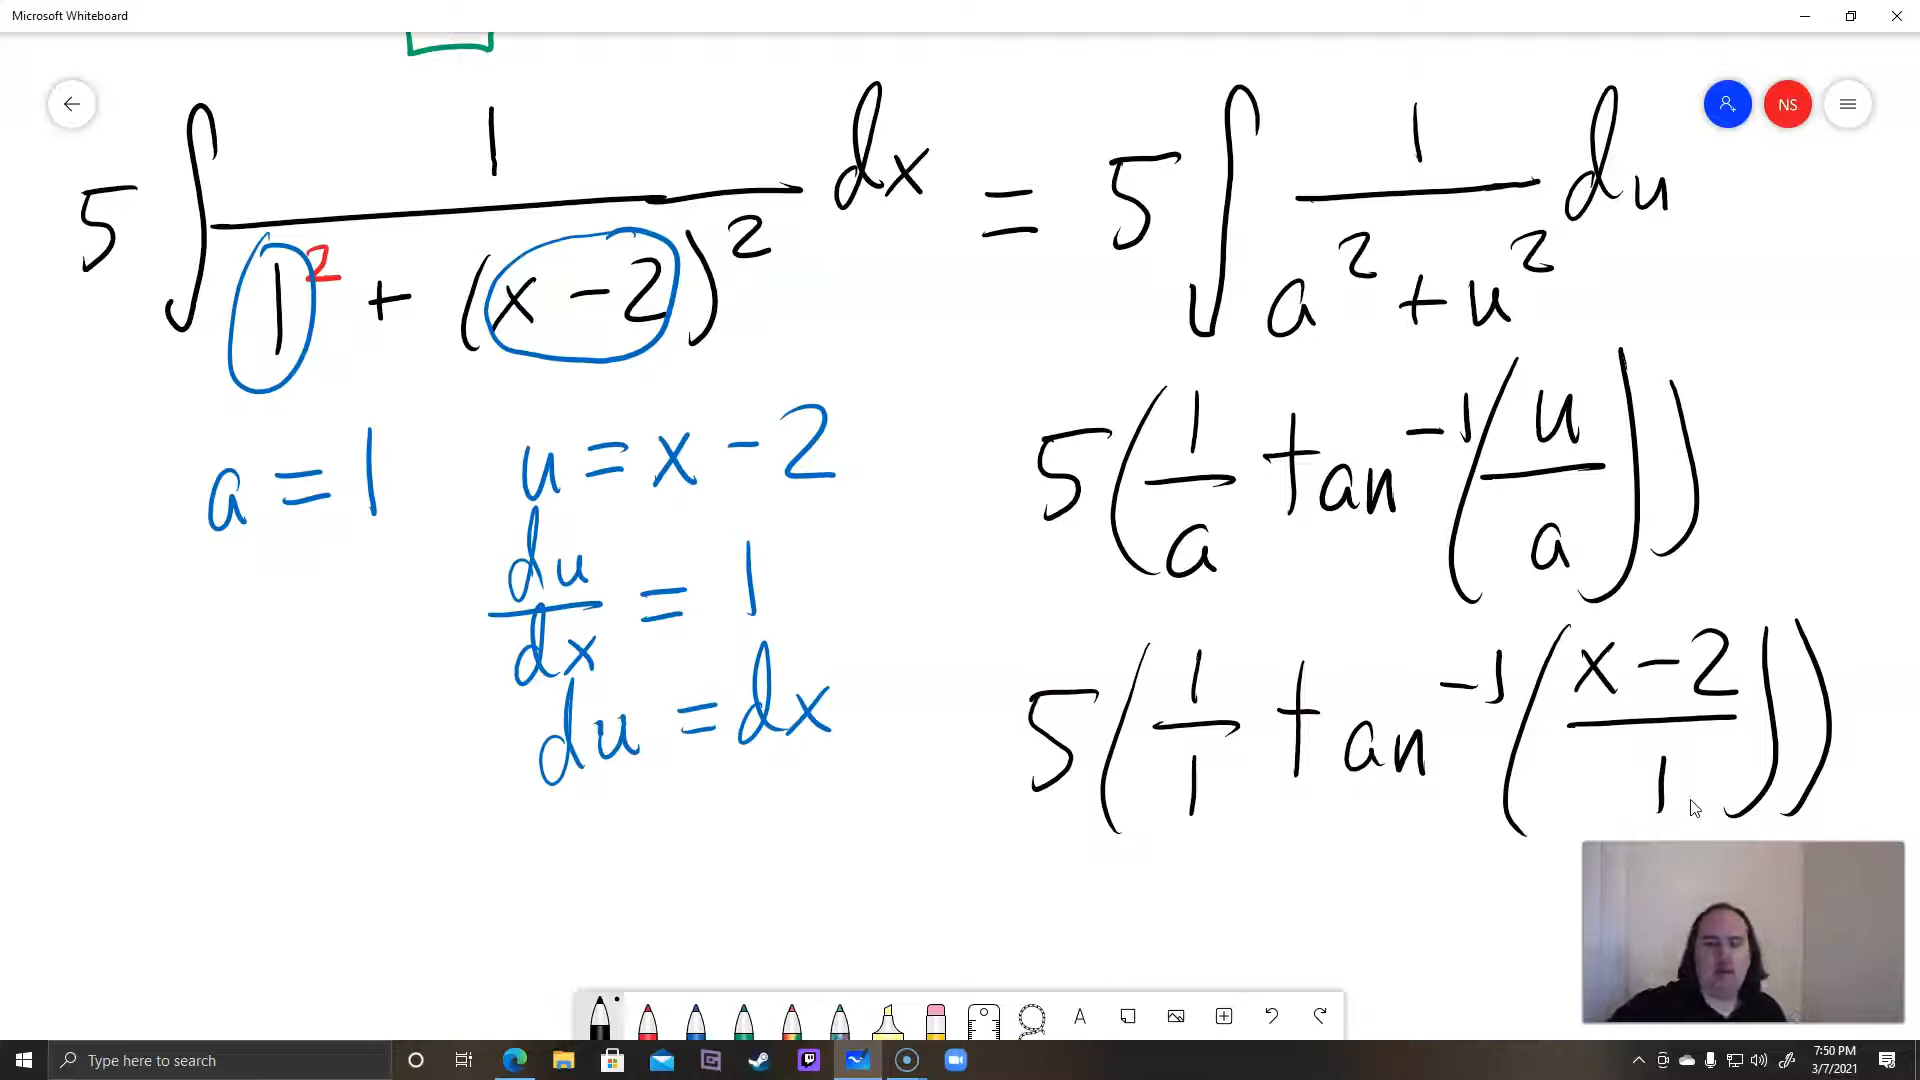 Microsoft Whiteboard
NS
5 ∫ 1 / (1² + (x - 2)²) dx = 5 ∫ 1 / (a² + u²) du
5(1/a tan⁻¹(u/a))
a = 1
u = x - 2
du/dx = 1
du = dx
5(1/1 tan⁻¹((x - 2)/1))
A
Type here to search
7:50 PM
3/7/2021